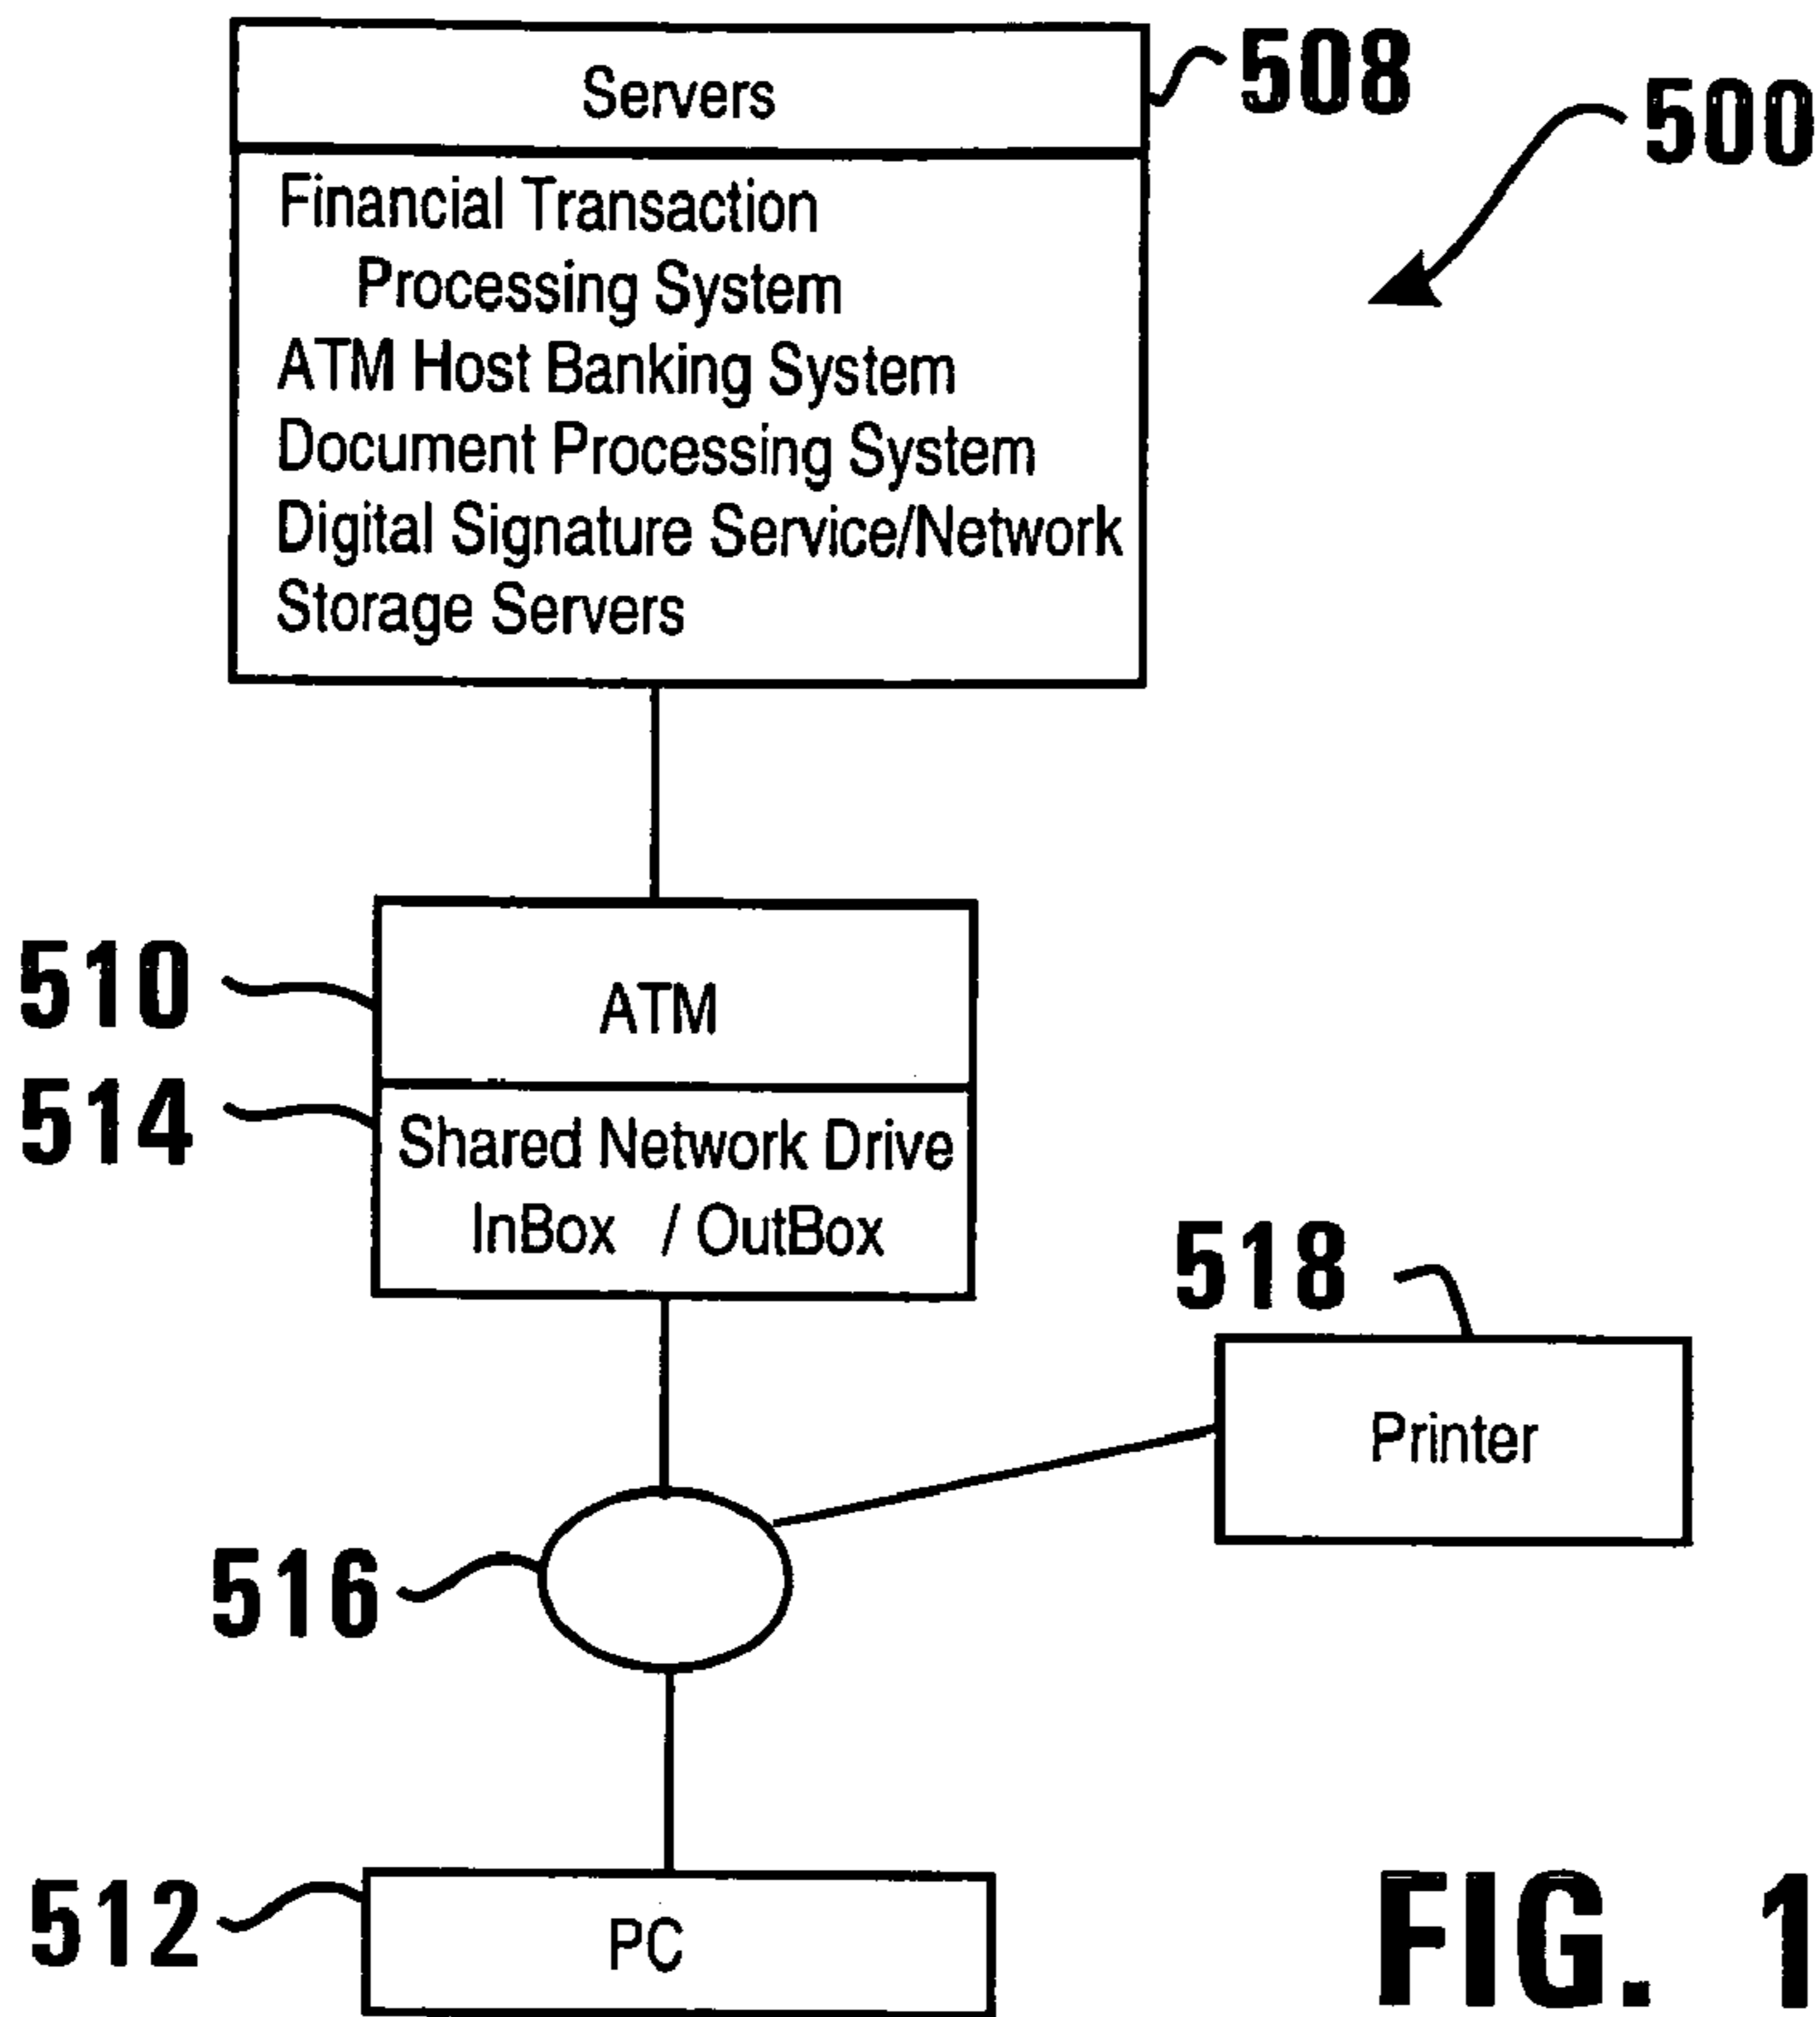 Servers
508
500
Financial Transaction
Processing System
ATM Host Banking System
Document Processing System
Digital Signature Service/Network
Storage Servers
510
ATM
514
Shared Network Drive
InBox / OutBox
518
Printer
516
512
PC
FIG. 1